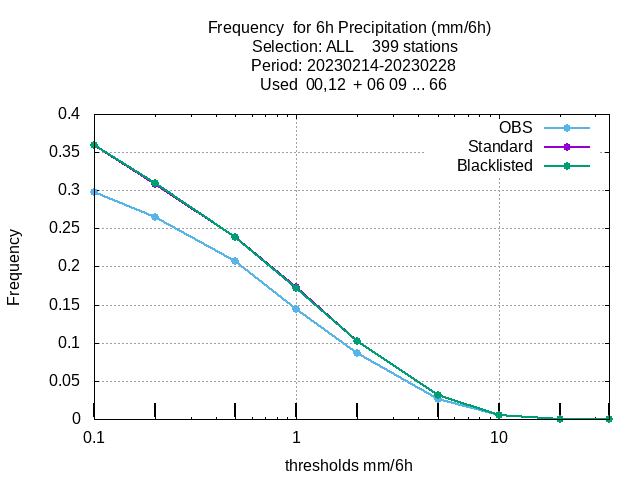 Frequency  for 6h Precipitation (mm/6h)
Selection: ALL    399 stations
Period: 20230214-20230228
Used  00,12  + 06 09 ... 66
OBS
Standard
Blacklisted
0.4
0.35
0.3
0.25
0.2
0.15
0.1
0.05
0
Frequency
0.1 1 10
thresholds mm/6h